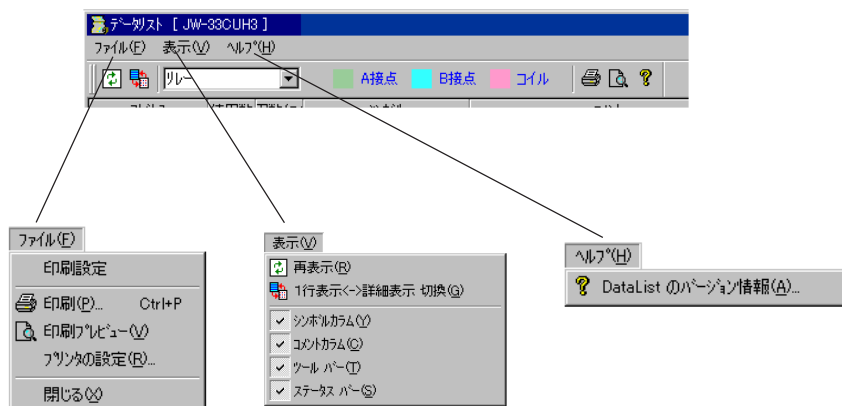 ﾃﾞｰﾀﾘｽﾄ [ JW-33CUH3 ]
ﾌｧｲﾙ(F) 表示(V) ﾍﾙﾌﾟ(H)
ﾘﾚｰ A接点 B接点 コイル
ﾌｧｲﾙ(F)
印刷設定
印刷(P)... Ctrl+P
印刷ﾌﾟﾚﾋﾞｭｰ(V)
ﾌﾟﾘﾝﾀの設定(R)...
閉じる(X)
表示(V)
再表示(R)
1行表示<->詳細表示 切換(G)
ｼﾝﾎﾞﾙｶﾗﾑ(Y)
ｺﾒﾝﾄｶﾗﾑ(C)
ﾂｰﾙ ﾊﾞｰ(T)
ｽﾃｰﾀｽ ﾊﾞｰ(S)
ﾍﾙﾌﾟ(H)
DataList のﾊﾞｰｼﾞｮﾝ情報(A)...